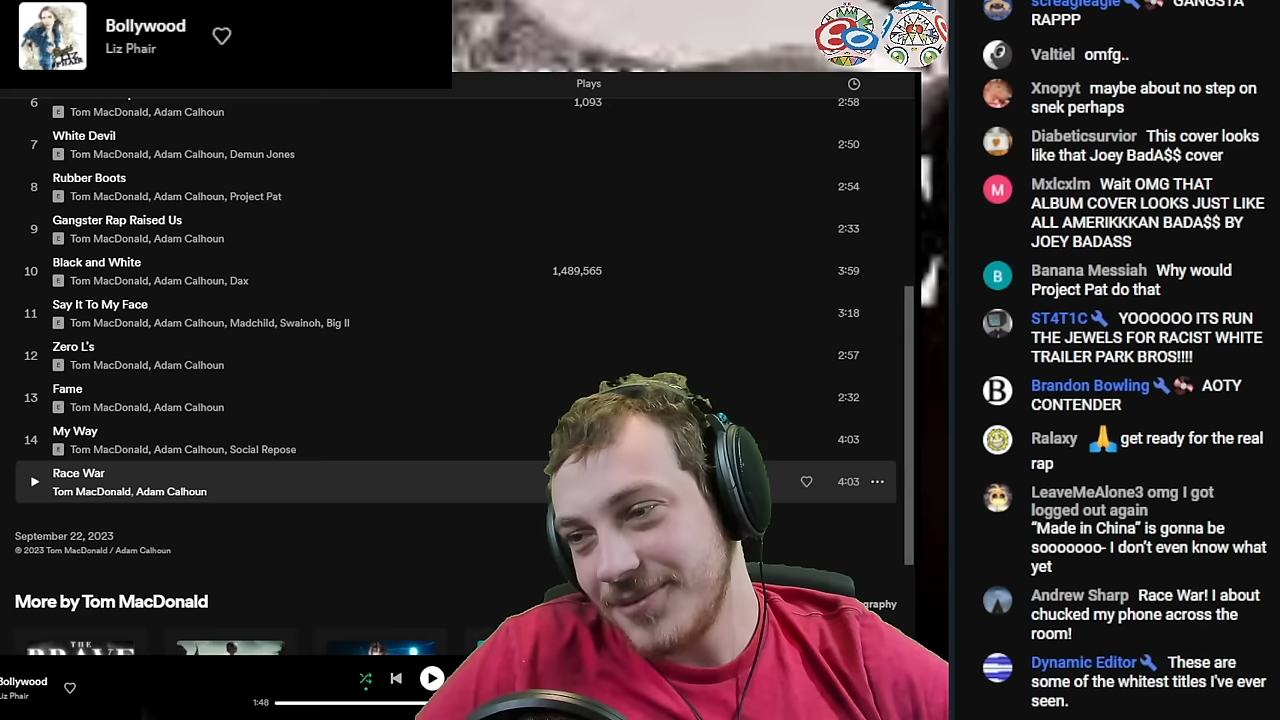 Bollywood
Liz Phair
Plays
6
Tom MacDonald, Adam Calhoun
1,093
2:58
White Devil
7
E Tom MacDonald, Adam Calhoun, Demun Jones
2:50
Rubber Boots
8
E Tom MacDonald, Adam Calhoun, Project Pat
2:54
Gangster Rap Raised Us
9
E Tom MacDonald, Adam Calhoun
2:33
Black and White
10
E Tom MacDonald, Adam Calhoun, Dax
1,489,565
3:59
Say It To My Face
11
E Tom MacDonald, Adam Calhoun, Madchild, Swainoh, Big II
3:18
Zero L's
12
E Tom MacDonald, Adam Calhoun
2:57
Fame
13
E Tom MacDonald, Adam Calhoun
2:32
My Way
14
E Tom MacDonald, Adam Calhoun, Social Repose
4:03
Race War
Tom MacDonald, Adam Calhoun
4:03
September 22, 2023
© 2023 Tom MacDonald / Adam Calhoun
More by Tom MacDonald
graphy
THE
BRAVE
Bollywood
Liz Phair
1:48
screagleagle GANGSTA
RAPPP
Valtiel omfg..
Xnopyt maybe about no step on
snek perhaps
Diabeticsurvior This cover looks
like that Joey BadA$$ cover
Mxlcxlm Wait OMG THAT
ALBUM COVER LOOKS JUST LIKE
ALL AMERIKKKAN BADA$$ BY
JOEY BADASS
Banana Messiah Why would
Project Pat do that
ST4T1C YOOOOOO ITS RUN
THE JEWELS FOR RACIST WHITE
TRAILER PARK BROS!!!!
Brandon Bowling AOTY
CONTENDER
Ralaxy 🙏 get ready for the real
rap
LeaveMeAlone3 omg I got
logged out again
“Made in China” is gonna be
sooooooo- I don’t even know what
yet
Andrew Sharp Race War! I about
chucked my phone across the
room!
Dynamic Editor These are
some of the whitest titles I've ever
seen.